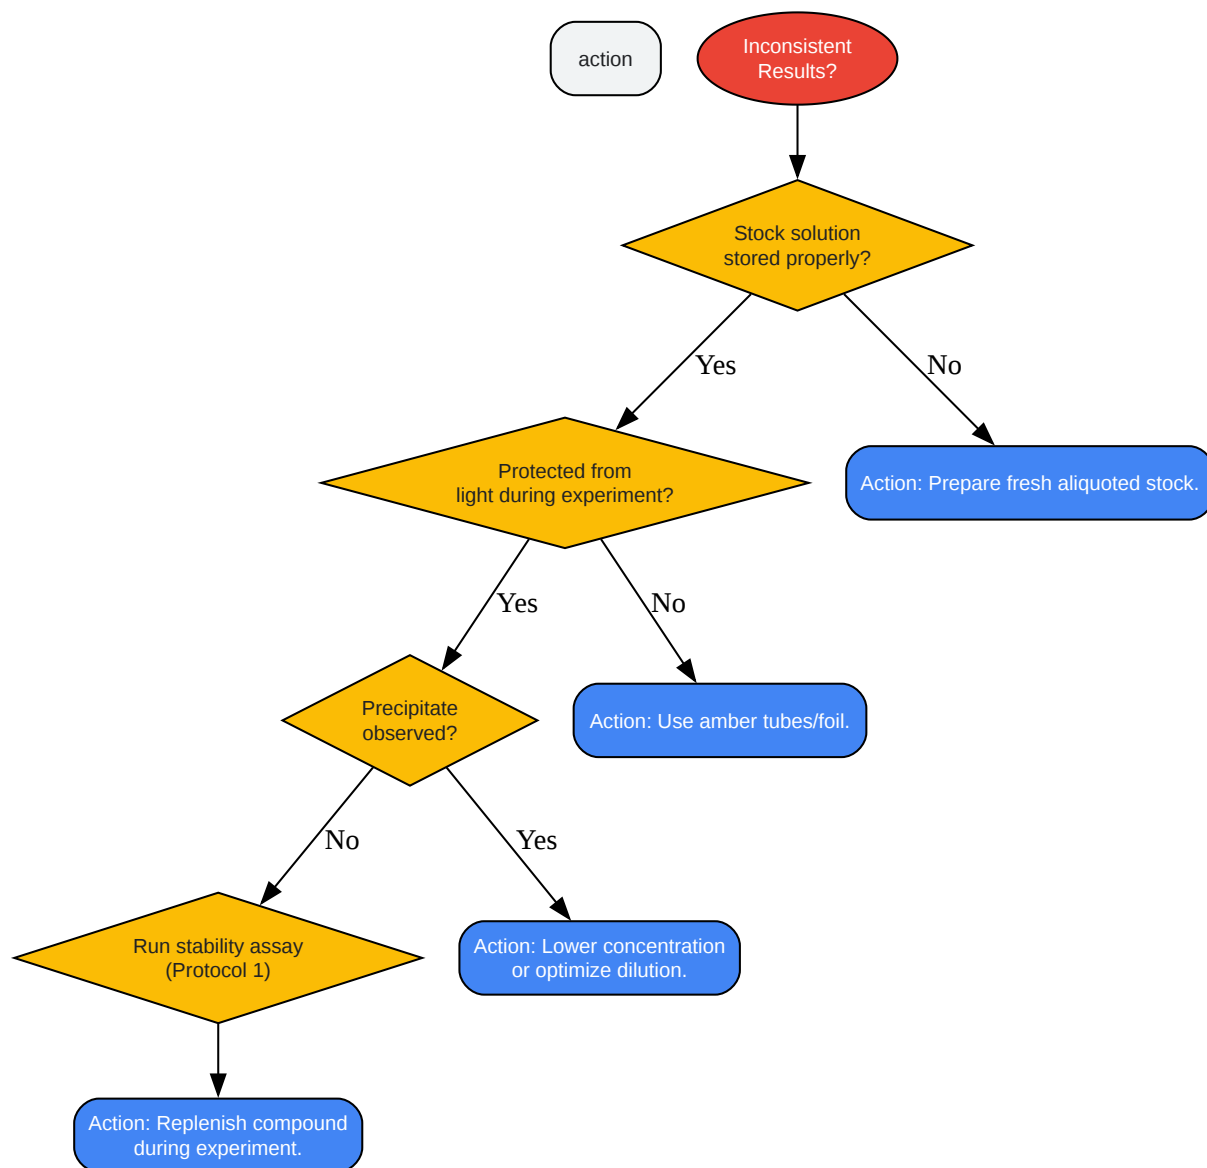 action
Inconsistent
Results?
Stock solution
stored properly?
Yes
No
Protected from
light during experiment?
Action: Prepare fresh aliquoted stock.
Yes
No
Precipitate
observed?
Action: Use amber tubes/foil.
No
Yes
Run stability assay
(Protocol 1)
Action: Lower concentration
or optimize dilution.
Action: Replenish compound
during experiment.